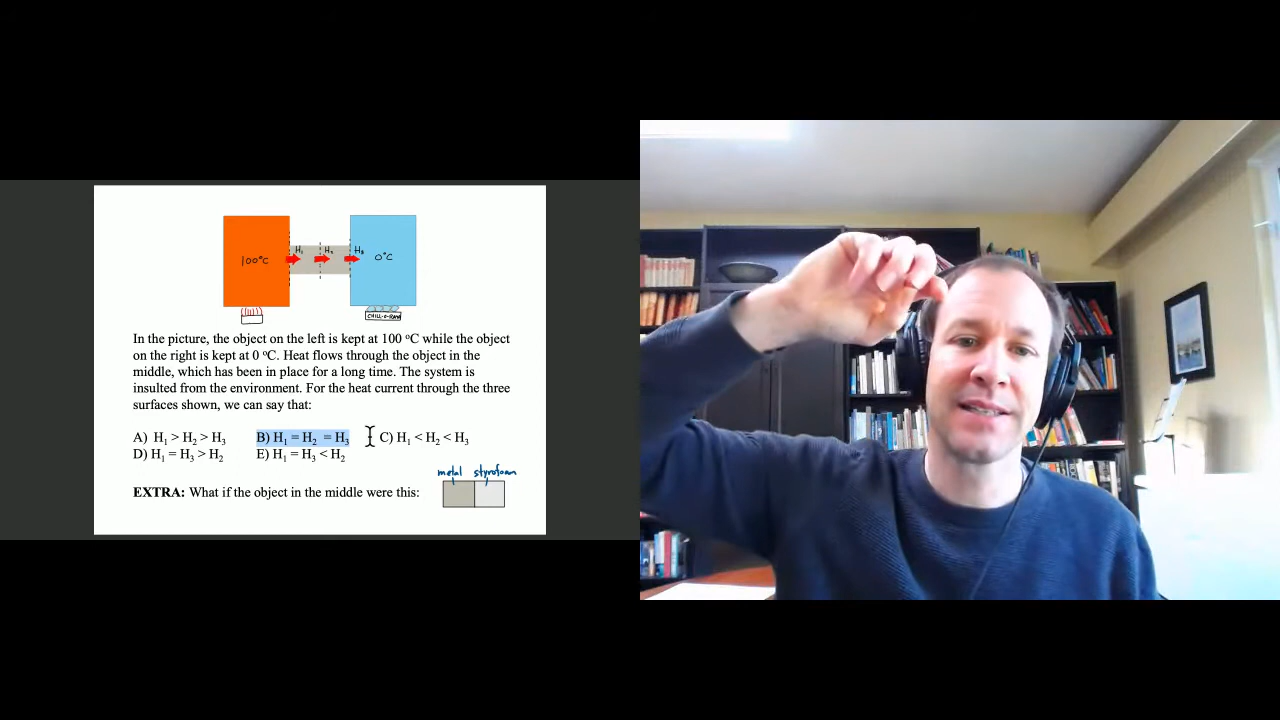 H₁ H₂ H₃
100°C 0°C
CHILL-O-RAMA
In the picture, the object on the left is kept at 100 °C while the object
on the right is kept at 0 °C. Heat flows through the object in the
middle, which has been in place for a long time. The system is
insulted from the environment. For the heat current through the three
surfaces shown, we can say that:
A) H₁ > H₂ > H₃ B) H₁ = H₂ = H₃ C) H₁ < H₂ < H₃
D) H₁ = H₃ > H₂ E) H₁ = H₃ < H₂
metal styrofoam
EXTRA: What if the object in the middle were this: